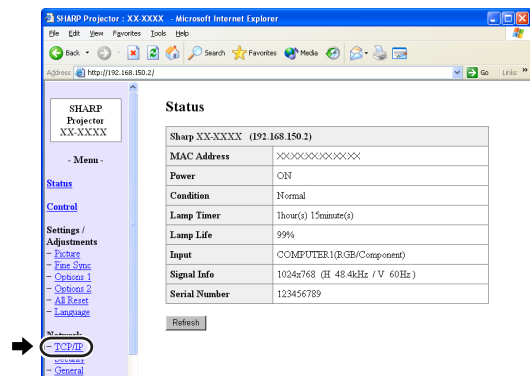 SHARP Projector : XX-XXXX - Microsoft Internet Explorer
File Edit View Favorites Tools Help
Back Search Favorites Media
Address http://192.168.150.2/ Go Links »
SHARP
Projector
XX-XXXX
- Menu -
Status
Control
Settings /
Adjustments
– Picture
– Fine Sync
– Options 1
– Options 2
– All Reset
– Language
Network
– TCP/IP
– Security
– General
Status
Sharp XX-XXXX (192.168.150.2)
MAC Address XXXXXXXXXXXX
Power ON
Condition Normal
Lamp Timer 1hour(s) 15minute(s)
Lamp Life 99%
Input COMPUTER1(RGB/Component)
Signal Info 1024x768 (H 48.4kHz / V 60Hz )
Serial Number 123456789
Refresh